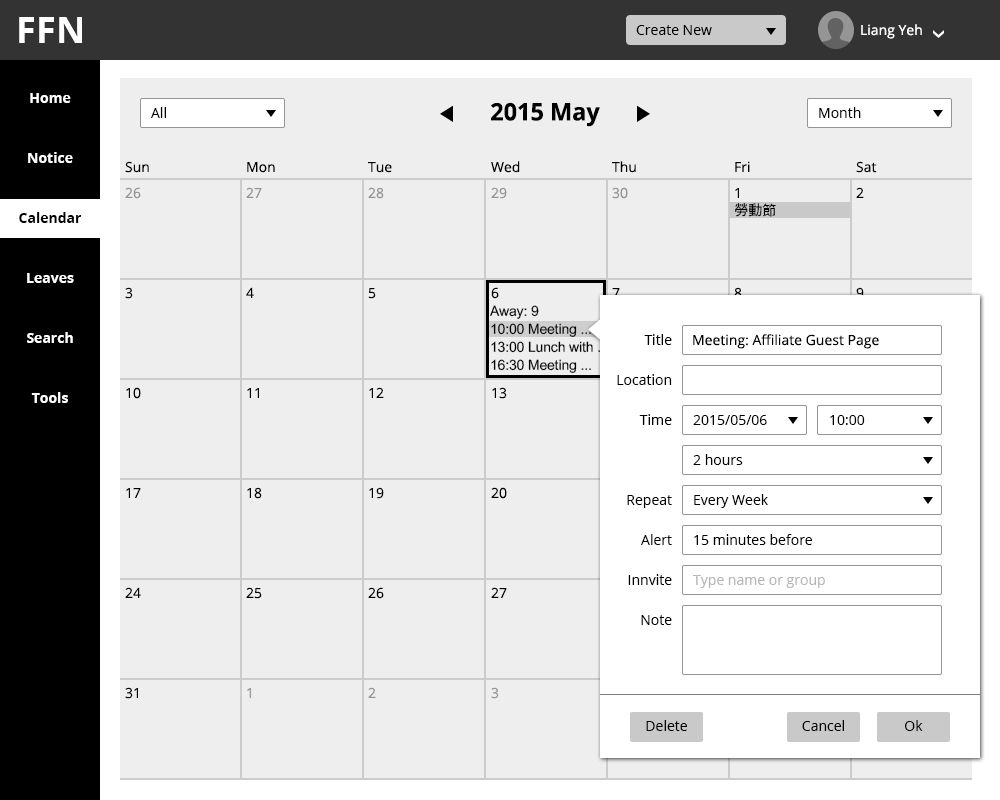 FFN
Create New
Liang Yeh
Home
Notice
Calendar
Leaves
Search
Tools
All
2015 May
Month
Sun Mon Tue Wed Thu Fri Sat
26 27 28 29 30 1 2
勞動節
3 4 5 6 7 8 9
Away: 9
10:00 Meeting ...
13:00 Lunch with .
16:30 Meeting ...
10 11 12 13
17 18 19 20
24 25 26 27
31 1 2 3
Title Meeting: Affiliate Guest Page
Location
Time 2015/05/06 10:00
2 hours
Repeat Every Week
Alert 15 minutes before
Innvite Type name or group
Note
Delete Cancel Ok